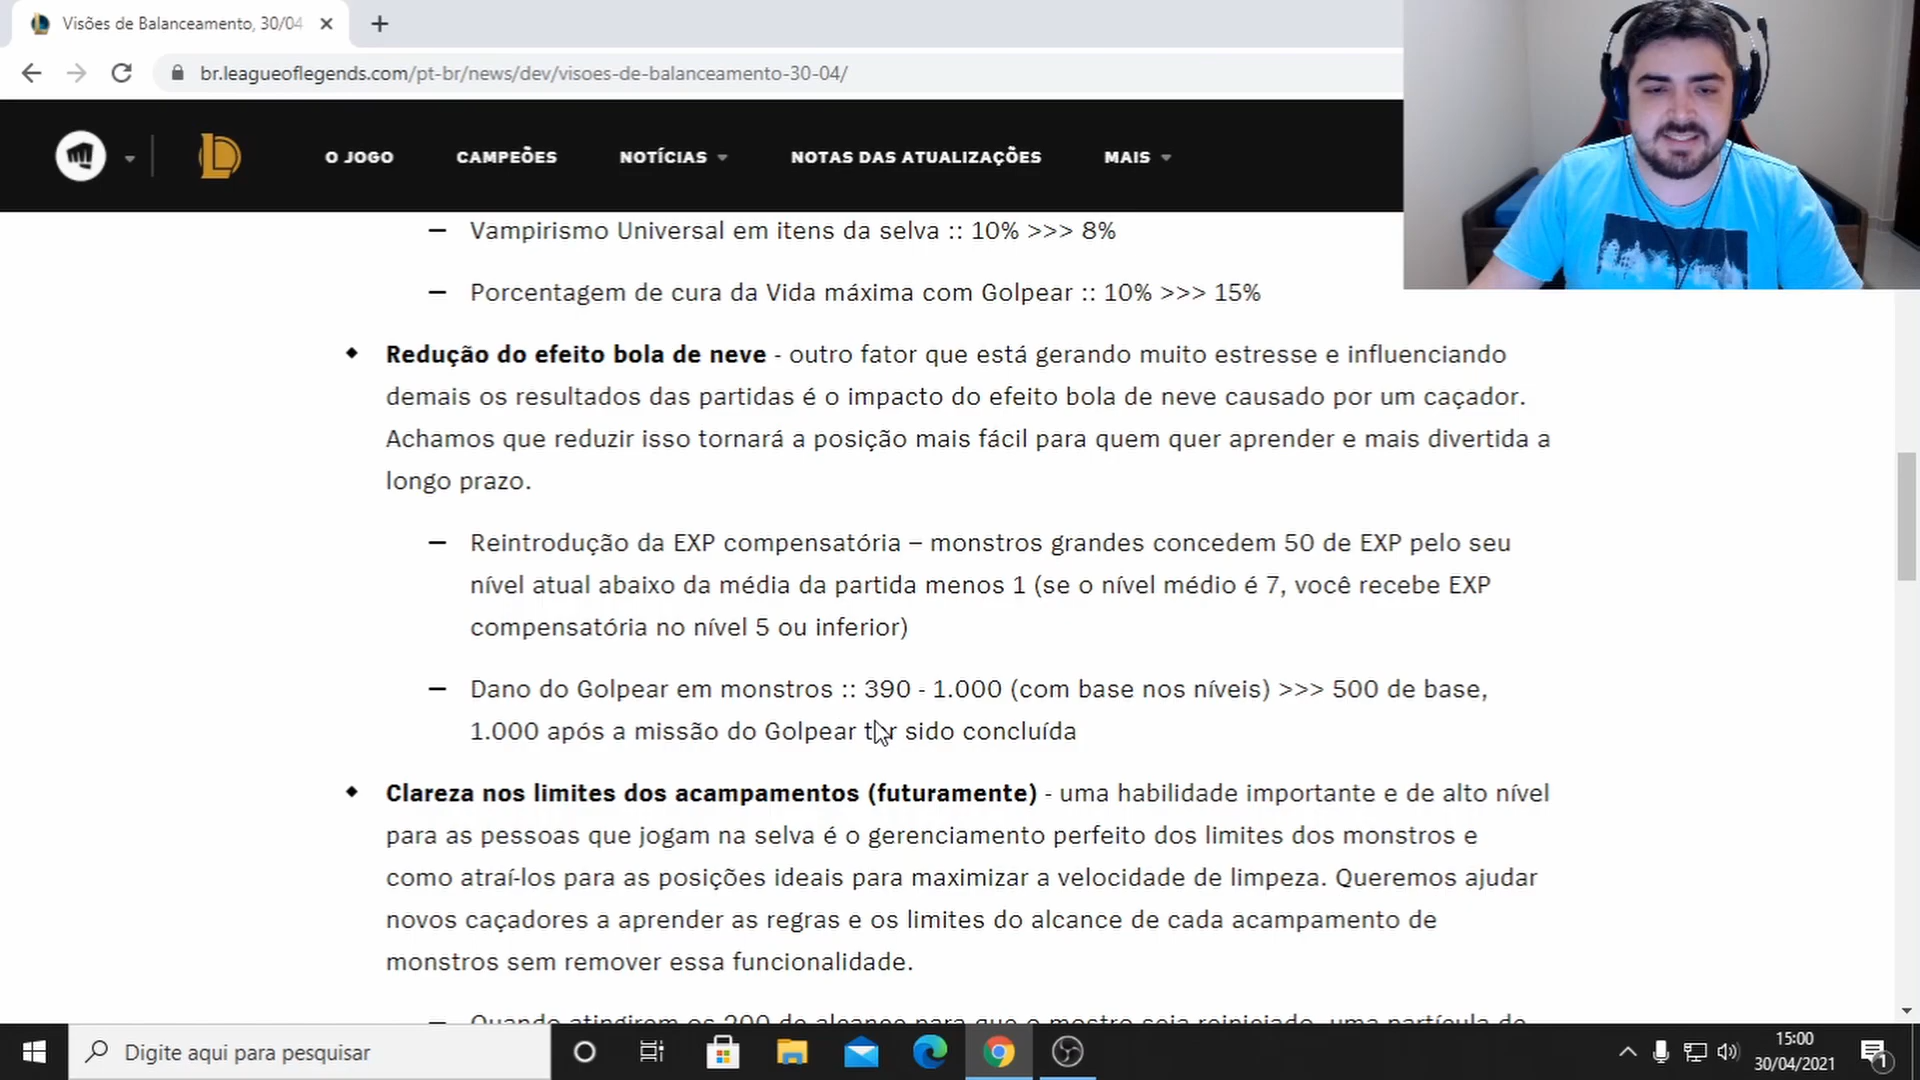 Visões de Balanceamento, 30/04
br.leagueoflegends.com/pt-br/news/dev/visoes-de-balanceamento-30-04/
O JOGO CAMPEÕES NOTÍCIAS NOTAS DAS ATUALIZAÇÕES MAIS
– Vampirismo Universal em itens da selva :: 10% >>> 8%
– Porcentagem de cura da Vida máxima com Golpear :: 10% >>> 15%
Redução do efeito bola de neve - outro fator que está gerando muito estresse e influenciando
demais os resultados das partidas é o impacto do efeito bola de neve causado por um caçador.
Achamos que reduzir isso tornará a posição mais fácil para quem quer aprender e mais divertida a
longo prazo.
– Reintrodução da EXP compensatória – monstros grandes concedem 50 de EXP pelo seu
nível atual abaixo da média da partida menos 1 (se o nível médio é 7, você recebe EXP
compensatória no nível 5 ou inferior)
– Dano do Golpear em monstros :: 390 - 1.000 (com base nos níveis) >>> 500 de base,
1.000 após a missão do Golpear ter sido concluída
Clareza nos limites dos acampamentos (futuramente) - uma habilidade importante e de alto nível
para as pessoas que jogam na selva é o gerenciamento perfeito dos limites dos monstros e
como atraí-los para as posições ideais para maximizar a velocidade de limpeza. Queremos ajudar
novos caçadores a aprender as regras e os limites do alcance de cada acampamento de
monstros sem remover essa funcionalidade.
– Quando atingirem os 200 de alcance para que o mostro seja reiniciado, uma partícula de
Digite aqui para pesquisar
15:00
30/04/2021
1